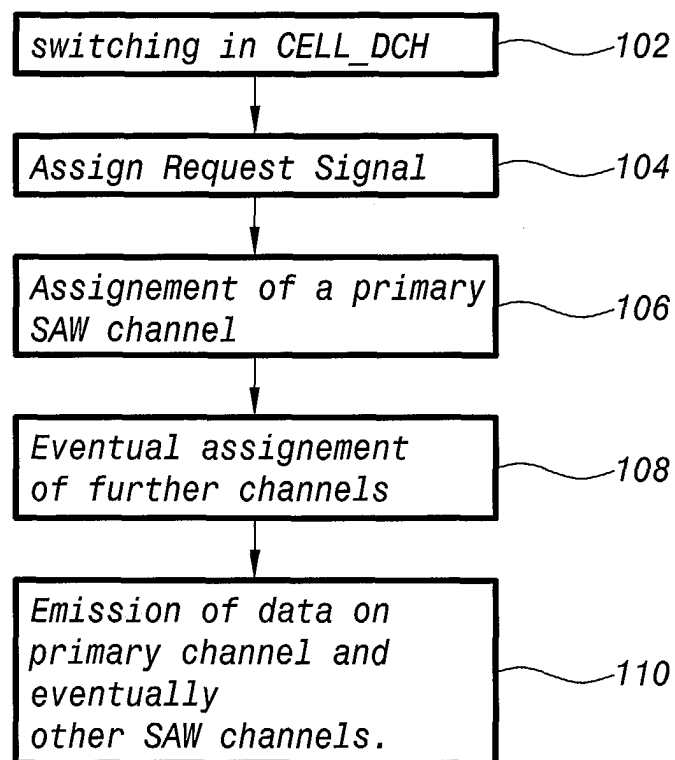 switching in CELL_DCH
102
Assign Request Signal
104
Assignement of a primary
SAW channel
106
Eventual assignement
of further channels
108
Emission of data on
primary channel and
eventually
other SAW channels.
110